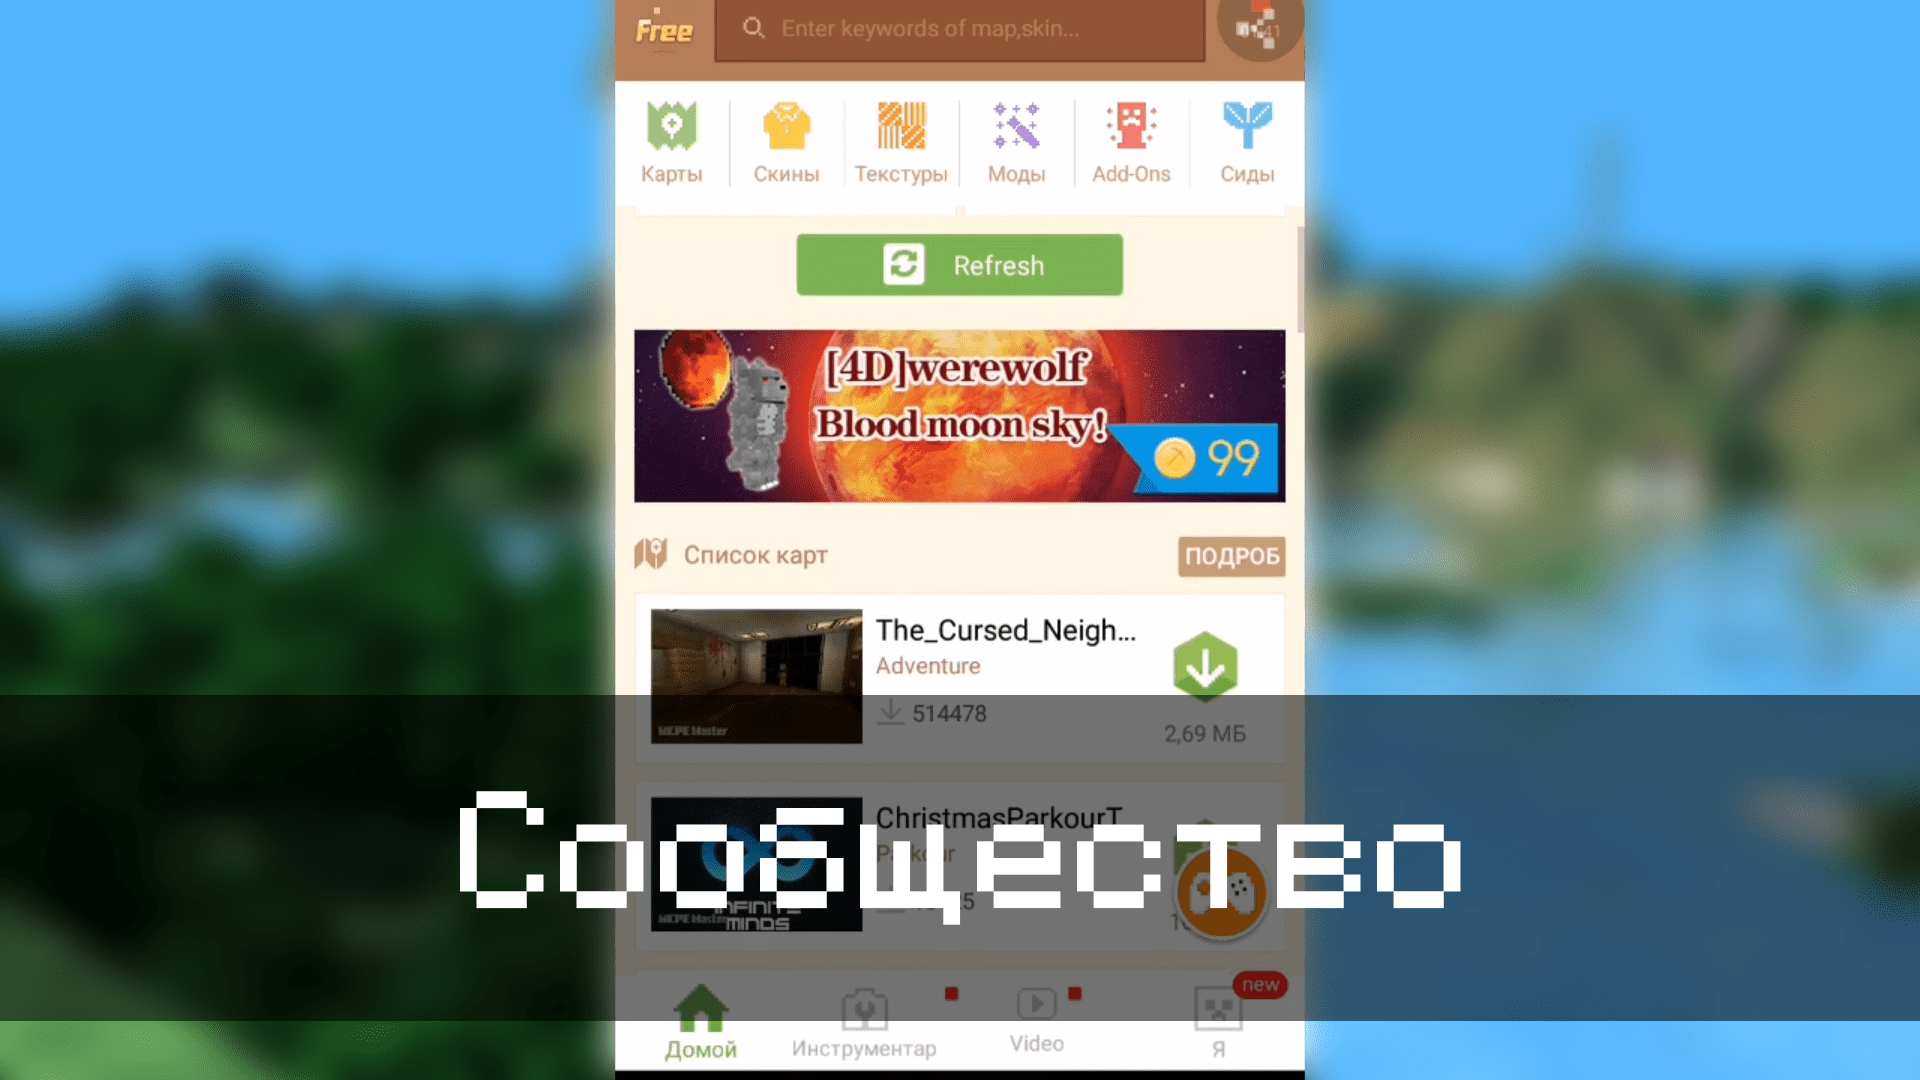 Free
Enter keywords of map,skin...
Карты
Скины
Текстуры
Моды
Add-Ons
Сиды
Refresh
[4D]werewolf
Blood moon sky!
99
Список карт
ПОДРОБ
The_Cursed_Neigh...
Adventure
514478
2,69 МБ
MCPE Master
ChristmasParkourT
Parkour
INFINITE
MINDS
MCPE Master
Сообщество
new
Домой
Инструментар
Video
Я